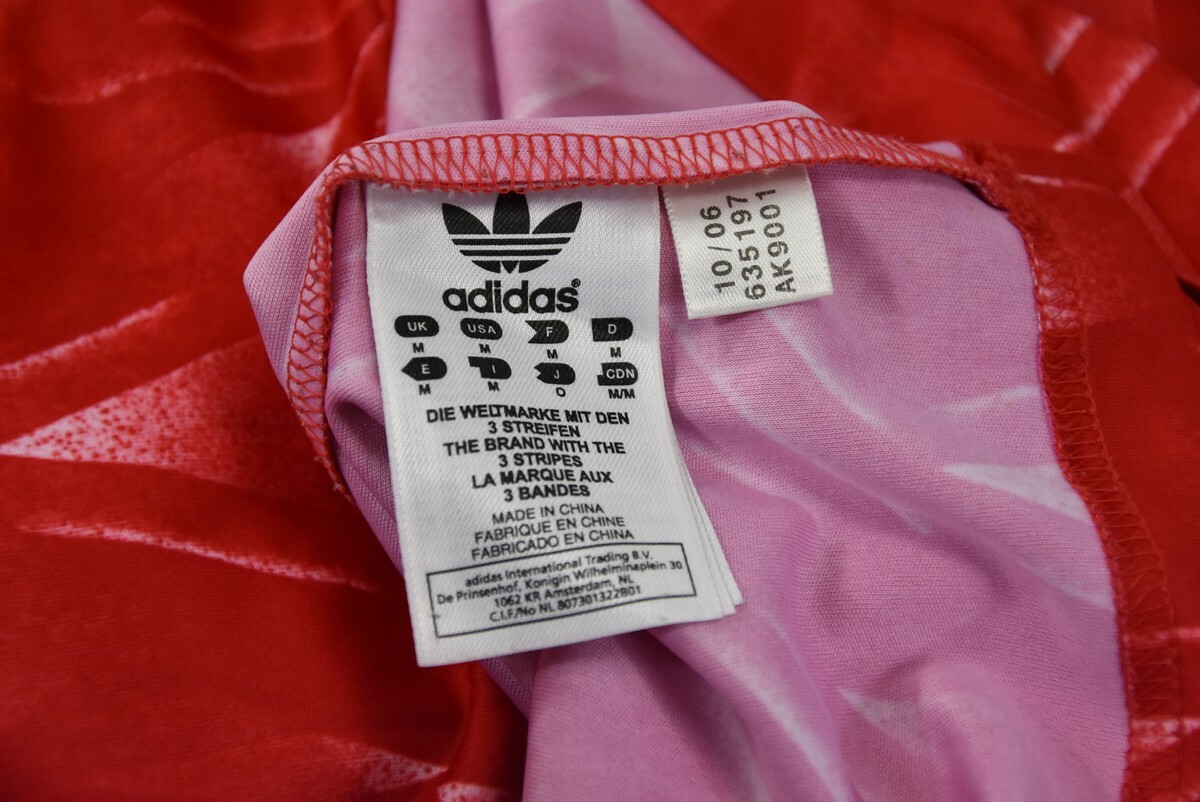 adidas®
UK USA F D
M M M M
E I J CDN
M M O M/M
DIE WELTMARKE MIT DEN
3 STREIFEN
THE BRAND WITH THE
3 STRIPES
LA MARQUE AUX
3 BANDES
MADE IN CHINA
FABRIQUE EN CHINE
FABRICADO EN CHINA
adidas International Trading B.V.
De Prinsenhof, Konigin Wilhelminaplein 30
1062 KR Amsterdam, NL
C.I.F./No NL 807301322B01
10/06
635197
AK9001